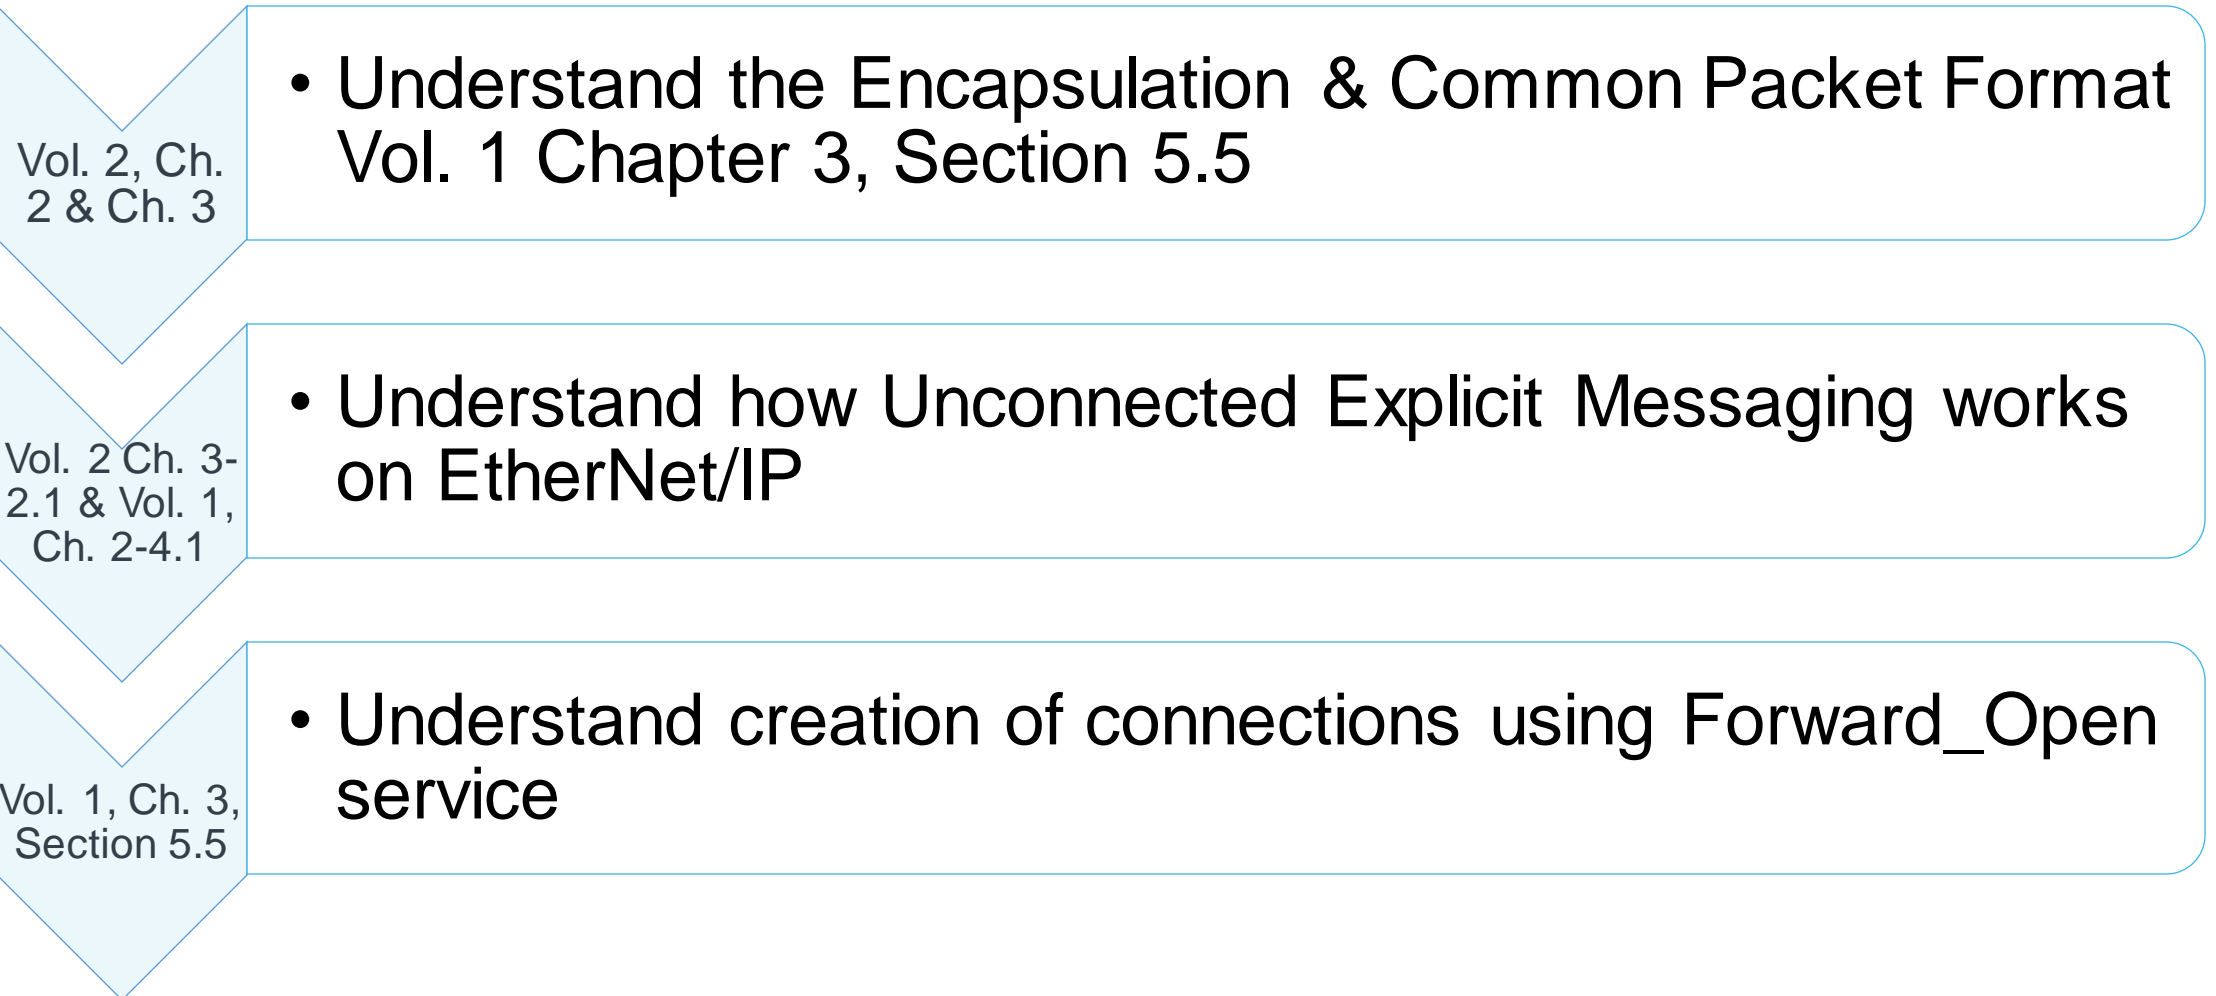 Vol. 2, Ch.
2 & Ch. 3
• Understand the Encapsulation & Common Packet Format
Vol. 1 Chapter 3, Section 5.5
Vol. 2 Ch. 3-
2.1 & Vol. 1,
Ch. 2-4.1
• Understand how Unconnected Explicit Messaging works
on EtherNet/IP
Vol. 1, Ch. 3,
Section 5.5
• Understand creation of connections using Forward_Open
service